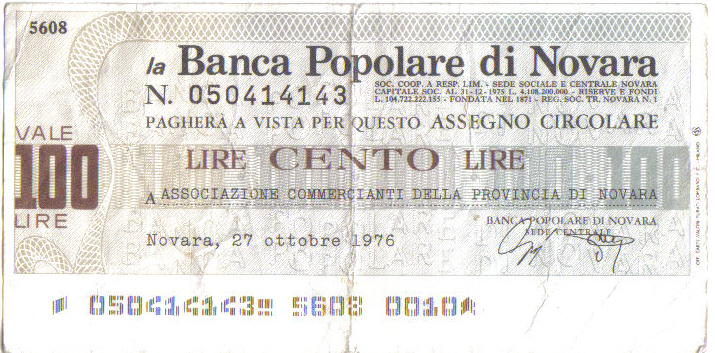 5608
la Banca Popolare di Novara
SOC. COOP. A RESP. LIM. - SEDE SOCIALE E CENTRALE NOVARA
CAPITALE SOC. AL 31-12-1975 L. 4.108.200.000. - RISERVE E FONDI
L. 104.722.222.155 - FONDATA NEL 1871 - REG. SOC. TR. NOVARA N. 1
N. 050414143
PAGHERÀ A VISTA PER QUESTO ASSEGNO CIRCOLARE
VALE
100
LIRE
LIRE CENTO LIRE
100
A ASSOCIAZIONE COMMERCIANTI DELLA PROVINCIA DI NOVARA
BANCA POPOLARE DI NOVARA
SEDE CENTRALE
Novara, 27 ottobre 1976
050414143 5608 0010